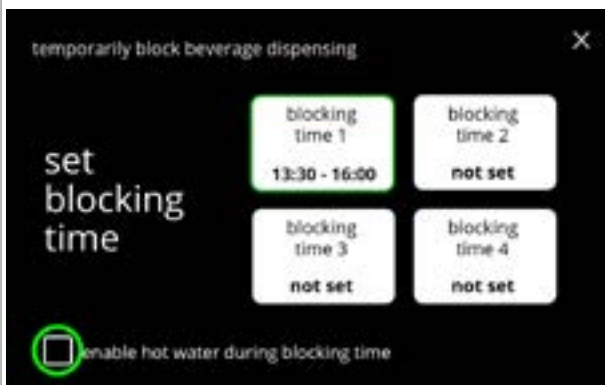 temporarily block beverage dispensing
set
blocking
time
blocking
time 1
13:30 - 16:00
blocking
time 2
not set
blocking
time 3
not set
blocking
time 4
not set
enable hot water during blocking time